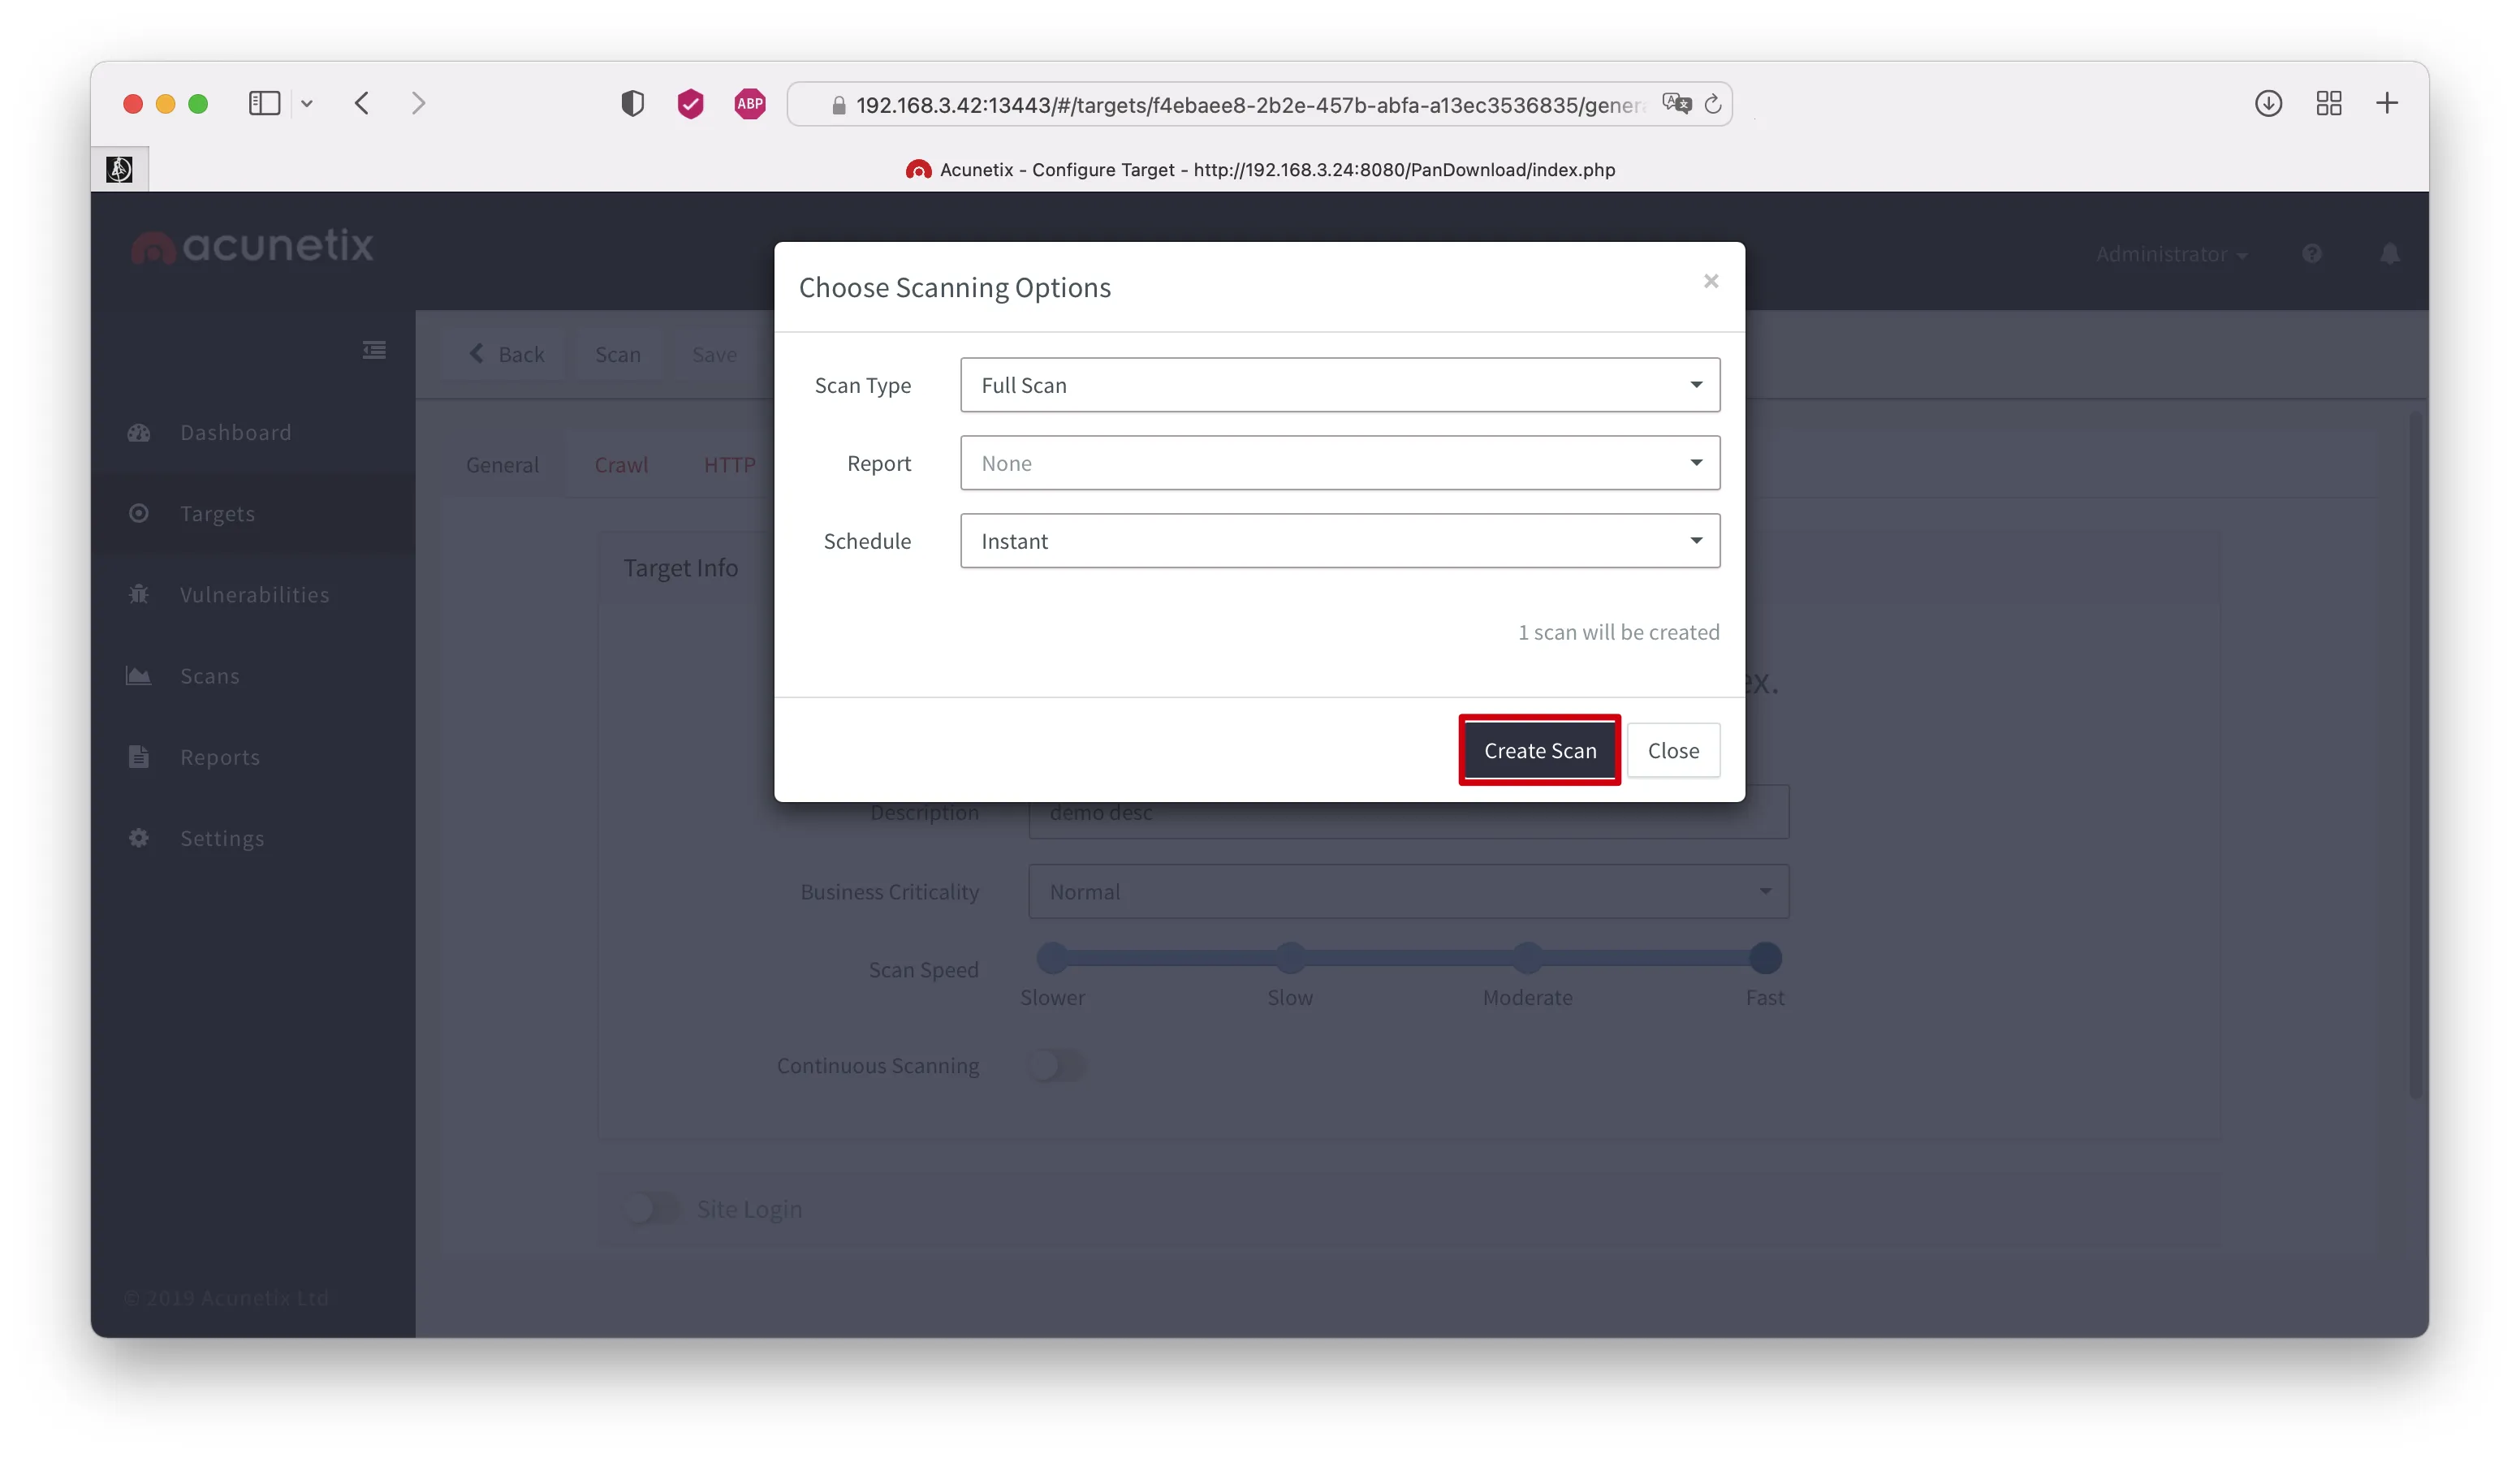 ABP
192.168.3.42:13443/#/targets/f4ebaee8-2b2e-457b-abfa-a13ec3536835/genera
Acunetix - Configure Target - http://192.168.3.24:8080/PanDownload/index.php
acunetix
Administrator
Choose Scanning Options
×
Back
Scan
Save
Scan Type
Full Scan
Dashboard
General
Crawl
HTTP
Report
None
Targets
Schedule
Instant
Target Info
Vulnerabilities
1 scan will be created
Scans
ex.
Reports
Create Scan
Close
Description
demo desc
Settings
Business Criticality
Normal
Scan Speed
Slower
Slow
Moderate
Fast
Continuous Scanning
Site Login
© 2019 Acunetix Ltd